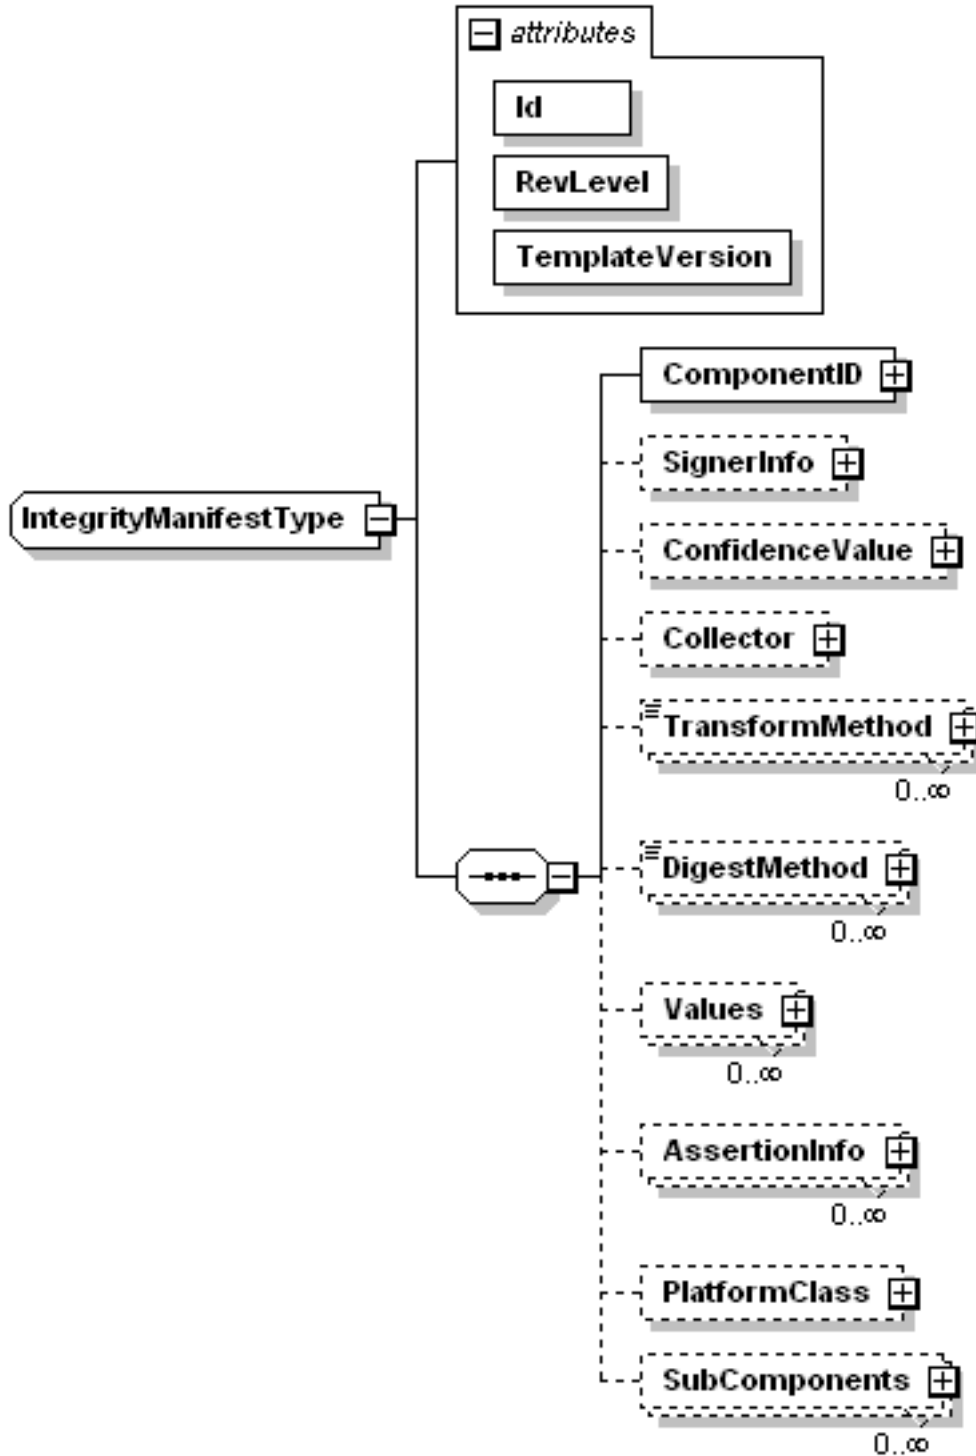 attributes
Id
RevLevel
TemplateVersion
ComponentID
SignerInfo
IntegrityManifestType
ConfidenceValue
Collector
TransformMethod
0..∞
DigestMethod
0..∞
Values
0..∞
AssertionInfo
0..∞
PlatformClass
SubComponents
0..∞